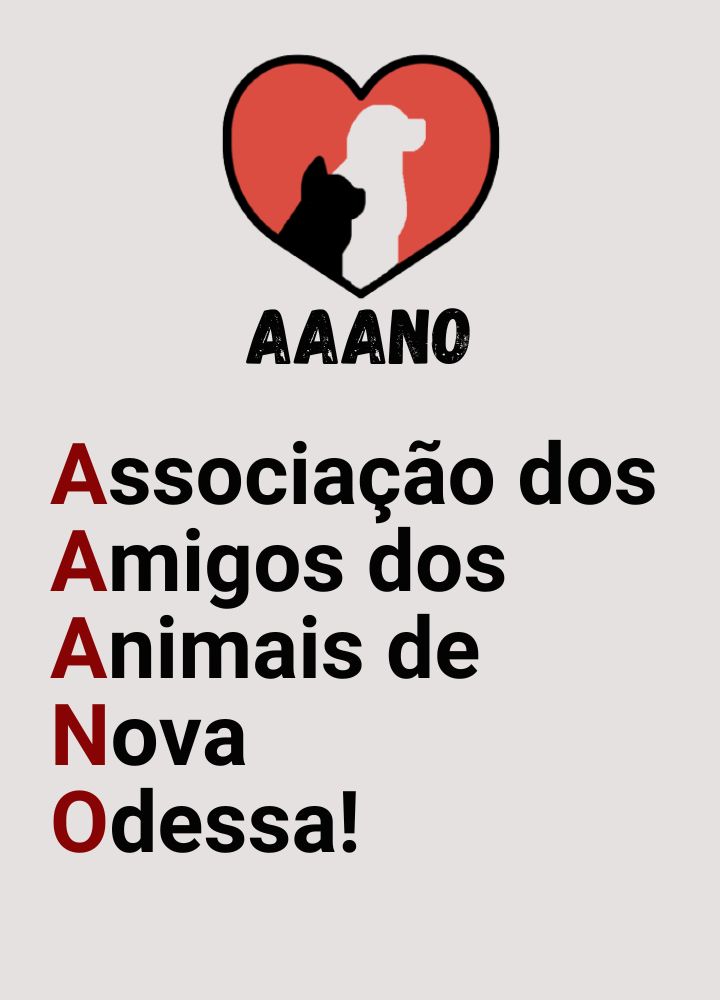 AAANO
Associação dos
Amigos dos
Animais de
Nova
Odessa!